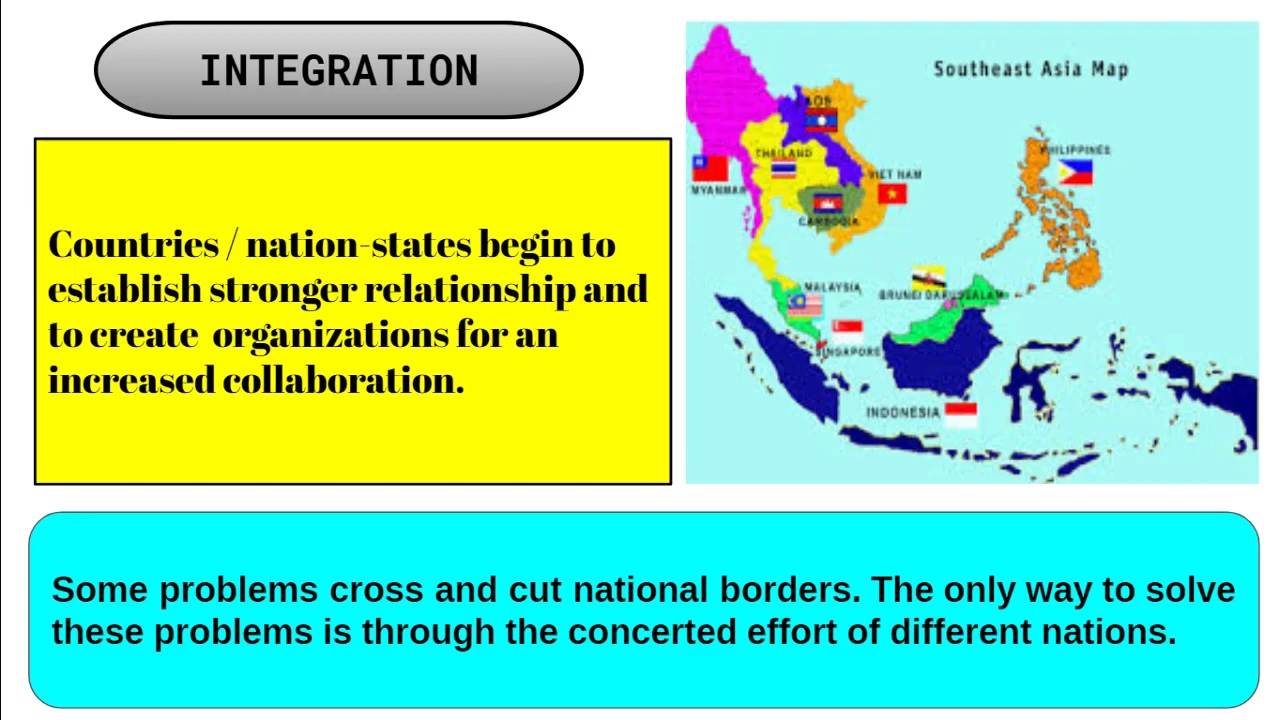 INTEGRATION
Countries / nation-states begin to
establish stronger relationship and
to create organizations for an
increased collaboration.
Southeast Asia Map
LAOS
THAILAND
MYANMAR
VIET NAM
CAMBODIA
PHILIPPINES
MALAYSIA
BRUNEI DARUSSALAM
SINGAPORE
INDONESIA
Some problems cross and cut national borders. The only way to solve
these problems is through the concerted effort of different nations.